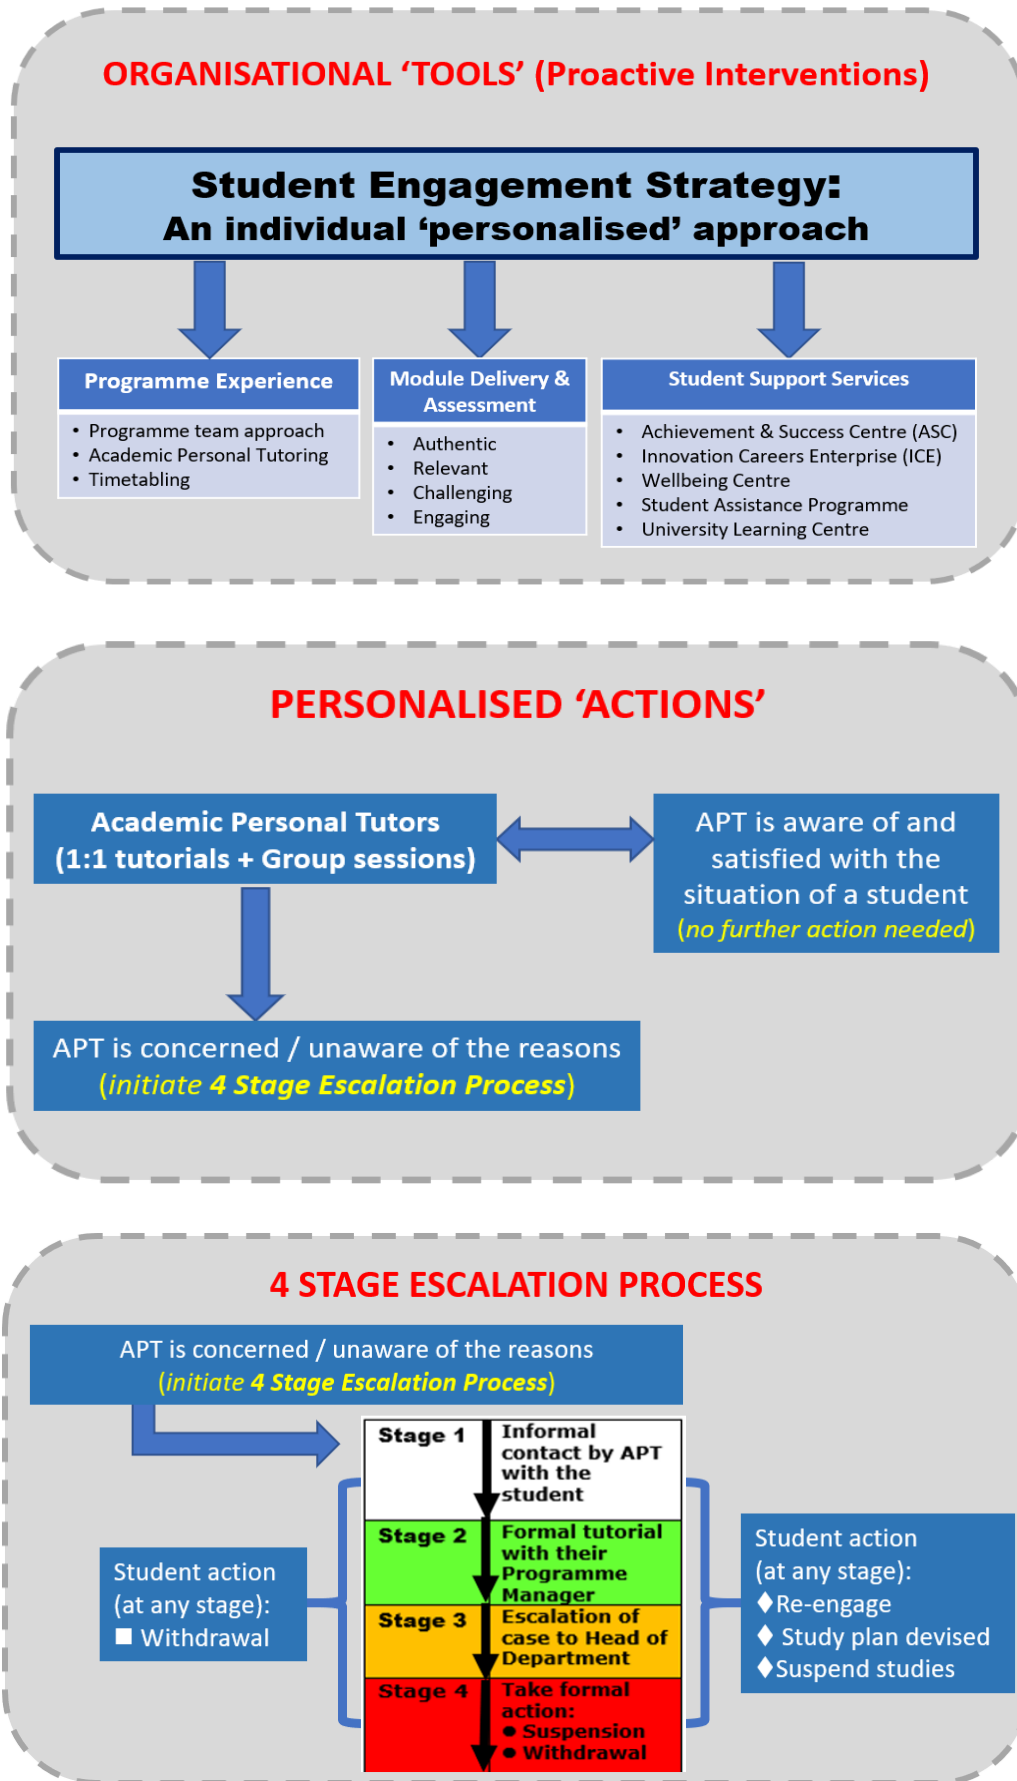 ORGANISATIONAL ‘TOOLS’ (Proactive Interventions)
Student Engagement Strategy:
An individual ‘personalised’ approach
Programme Experience
• Programme team approach
• Academic Personal Tutoring
• Timetabling
Module Delivery &
Assessment
• Authentic
• Relevant
• Challenging
• Engaging
Student Support Services
• Achievement & Success Centre (ASC)
• Innovation Careers Enterprise (ICE)
• Wellbeing Centre
• Student Assistance Programme
• University Learning Centre
PERSONALISED ‘ACTIONS’
Academic Personal Tutors
(1:1 tutorials + Group sessions)
APT is aware of and
satisfied with the
situation of a student
(no further action needed)
APT is concerned / unaware of the reasons
(initiate 4 Stage Escalation Process)
4 STAGE ESCALATION PROCESS
APT is concerned / unaware of the reasons
(initiate 4 Stage Escalation Process)
Stage 1
Informal
contact by APT
with the
student
Stage 2
Formal tutorial
with their
Programme
Manager
Stage 3
Escalation of
case to Head of
Department
Stage 4
Take formal
action:
● Suspension
● Withdrawal
Student action
(at any stage):
■ Withdrawal
Student action
(at any stage):
♦Re-engage
♦ Study plan devised
♦Suspend studies